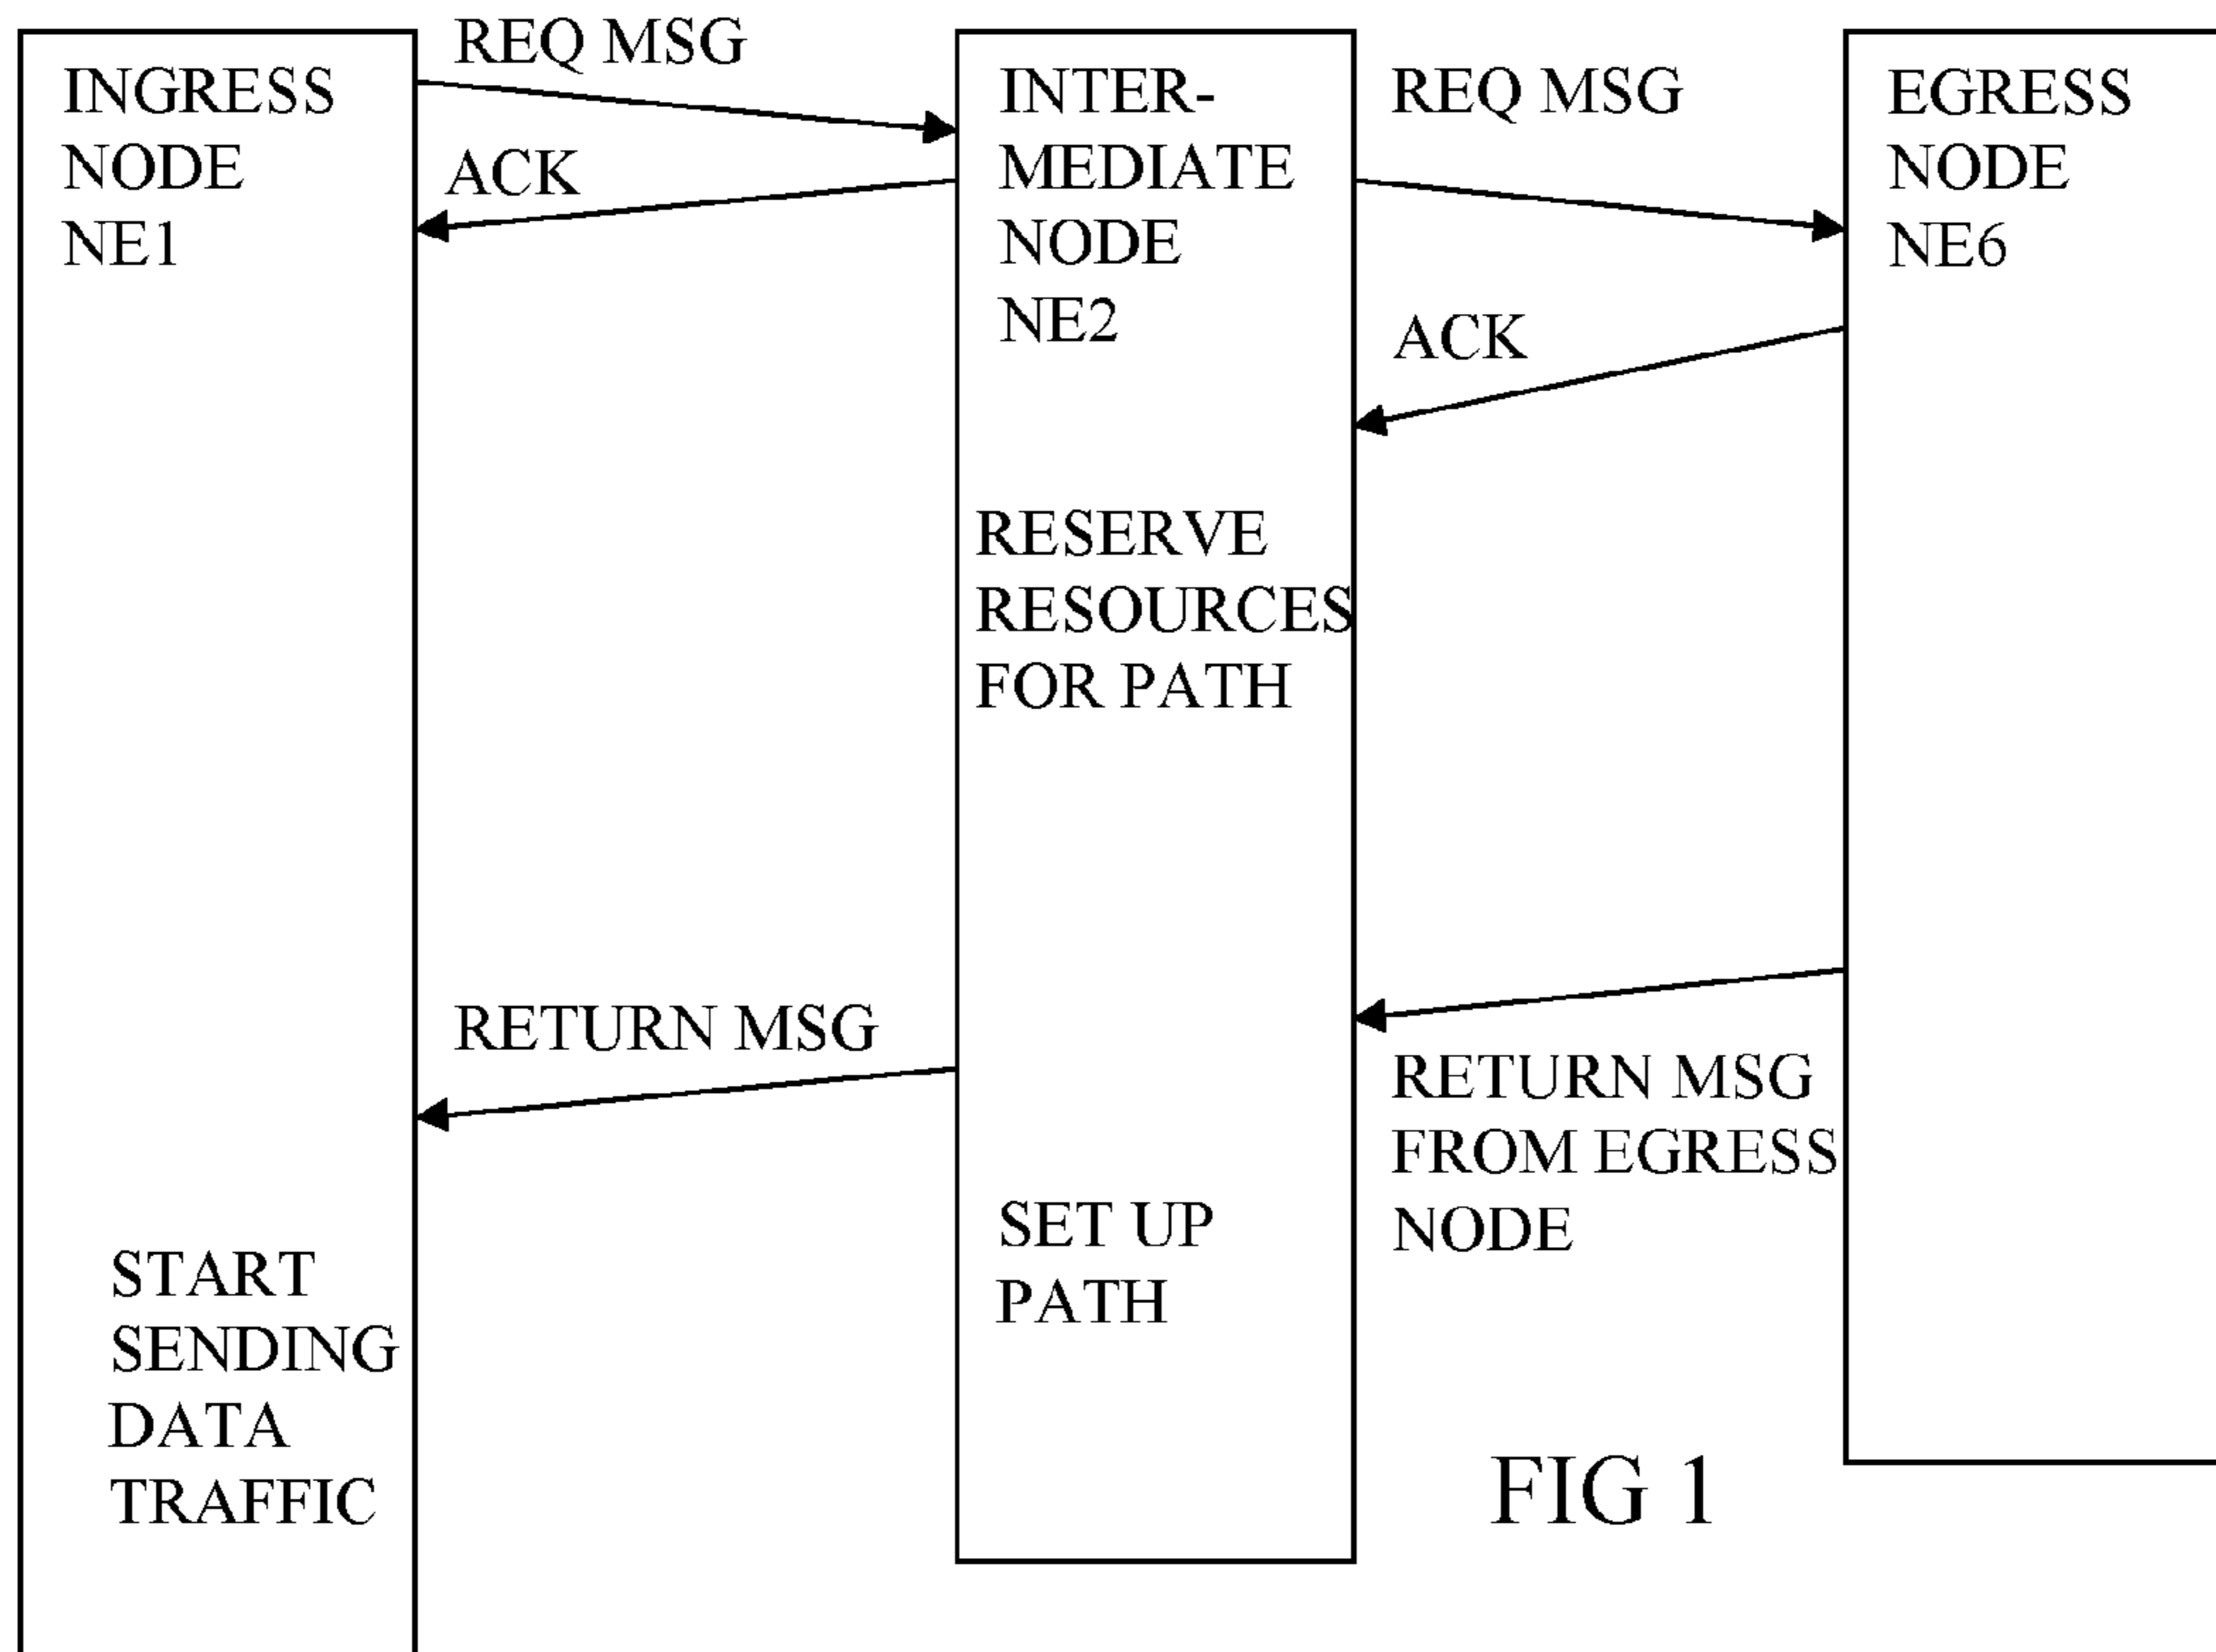 REQ MSG
INGRESS
NODE
NE1
ACK
INTER-
MEDIATE
NODE
NE2
REQ MSG
EGRESS
NODE
NE6
ACK
RESERVE
RESOURCES
FOR PATH
RETURN MSG
RETURN MSG
FROM EGRESS
NODE
SET UP
PATH
START
SENDING
DATA
TRAFFIC
FIG 1